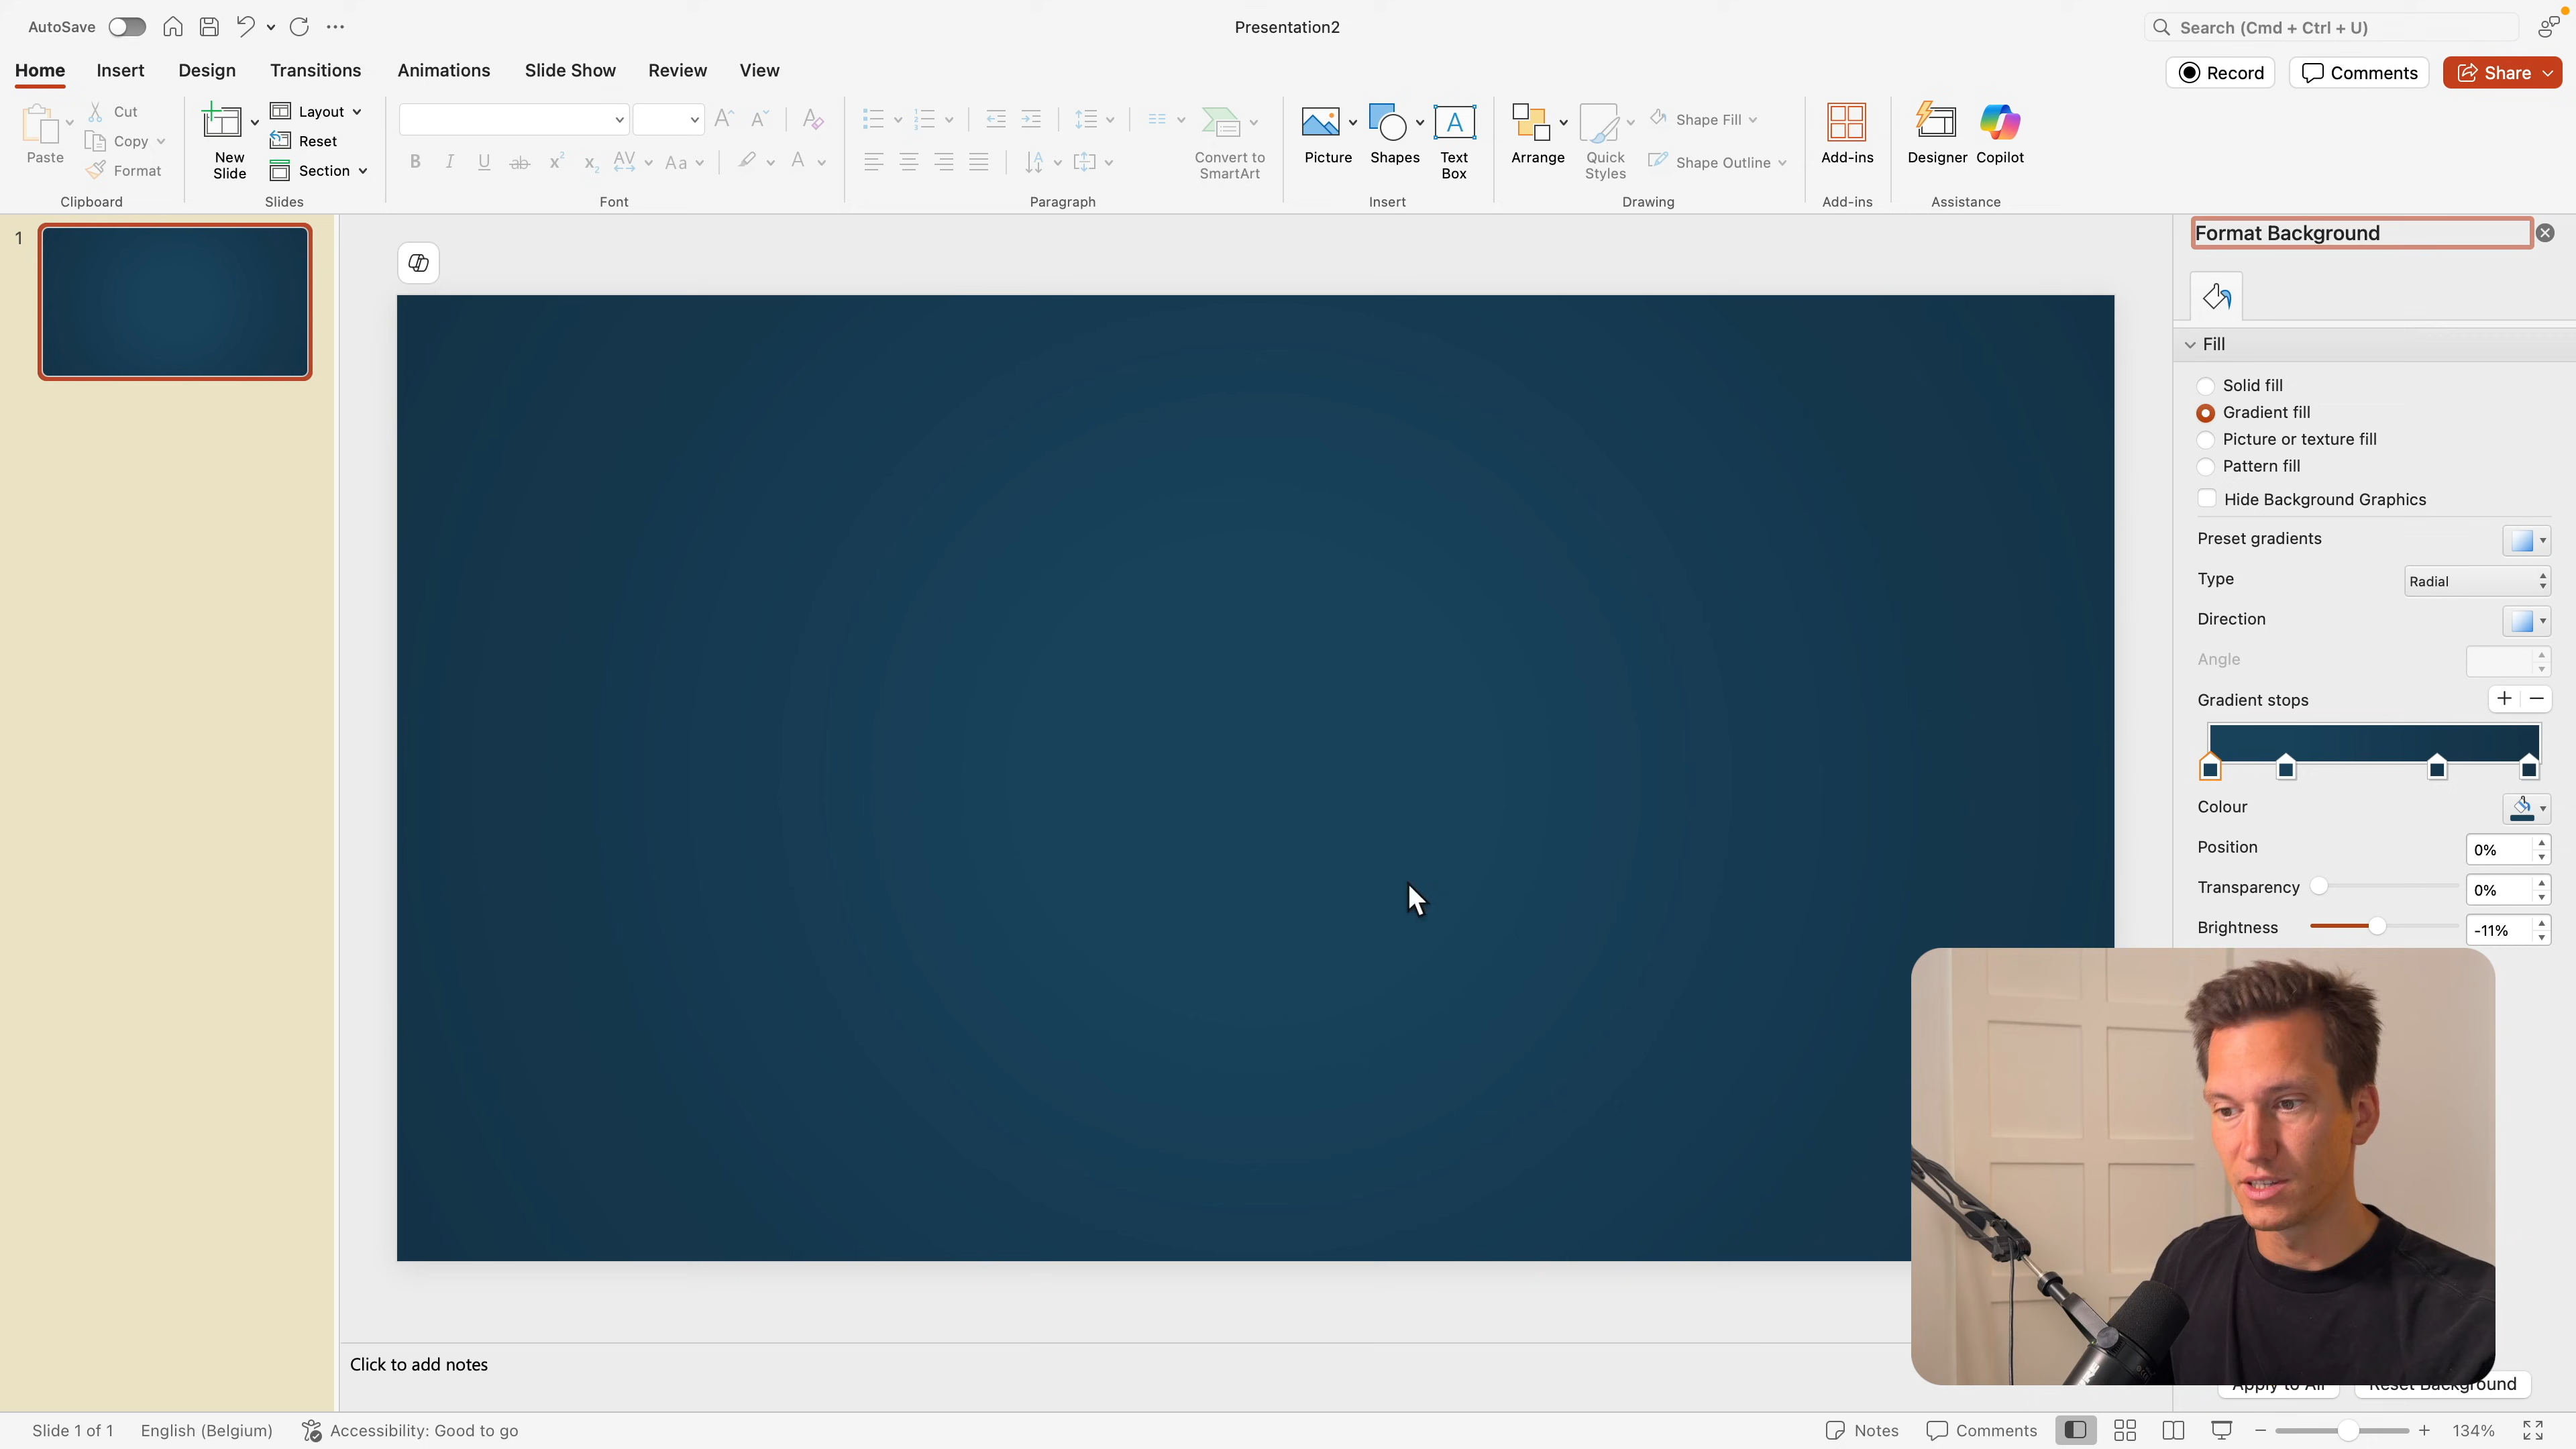 AutoSave
Presentation2
Search (Cmd + Ctrl + U)
Home Insert Design Transitions Animations Slide Show Review View
Record Comments Share
Paste
Cut
Copy
Format
Clipboard
New Slide
Layout
Reset
Section
Slides
Font
Paragraph
Convert to SmartArt
Picture
Shapes
Text Box
Insert
Arrange
Quick Styles
Shape Fill
Shape Outline
Drawing
Add-ins
Add-ins
Designer
Copilot
Assistance
1
Format Background
Fill
Solid fill
Gradient fill
Picture or texture fill
Pattern fill
Hide Background Graphics
Preset gradients
Type Radial
Direction
Angle
Gradient stops
Colour
Position 0%
Transparency 0%
Brightness -11%
Apply to All Reset Background
Click to add notes
Slide 1 of 1 English (Belgium) Accessibility: Good to go
Notes Comments 134%